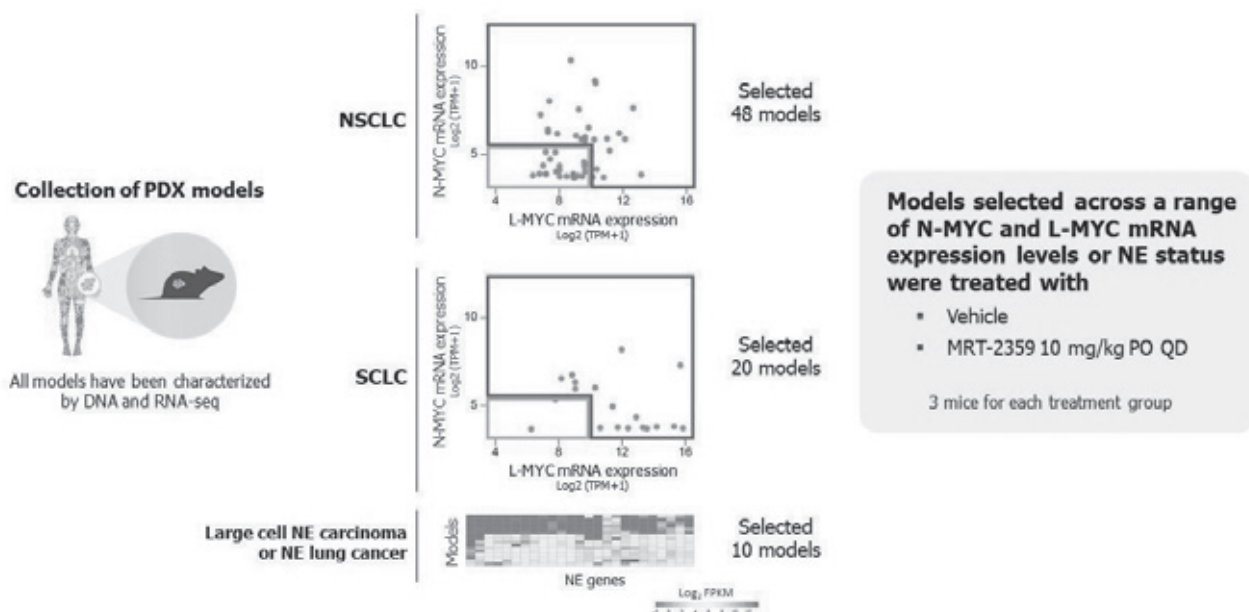 Collection of PDX models
All models have been characterized
by DNA and RNA-seq
NSCLC
N-MYC mRNA expression
Log2 (TPM+1)
10
5
4
8
12
16
L-MYC mRNA expression
Log2 (TPM+1)
Selected
48 models
SCLC
N-MYC mRNA expression
Log2 (TPM+1)
10
5
4
8
12
16
L-MYC mRNA expression
Log2 (TPM+1)
Selected
20 models
Large cell NE carcinoma
or NE lung cancer
Models
NE genes
Selected
10 models
Log2 FPKM
Models selected across a range
of N-MYC and L-MYC mRNA
expression levels or NE status
were treated with
▪ Vehicle
▪ MRT-2359 10 mg/kg PO QD
3 mice for each treatment group